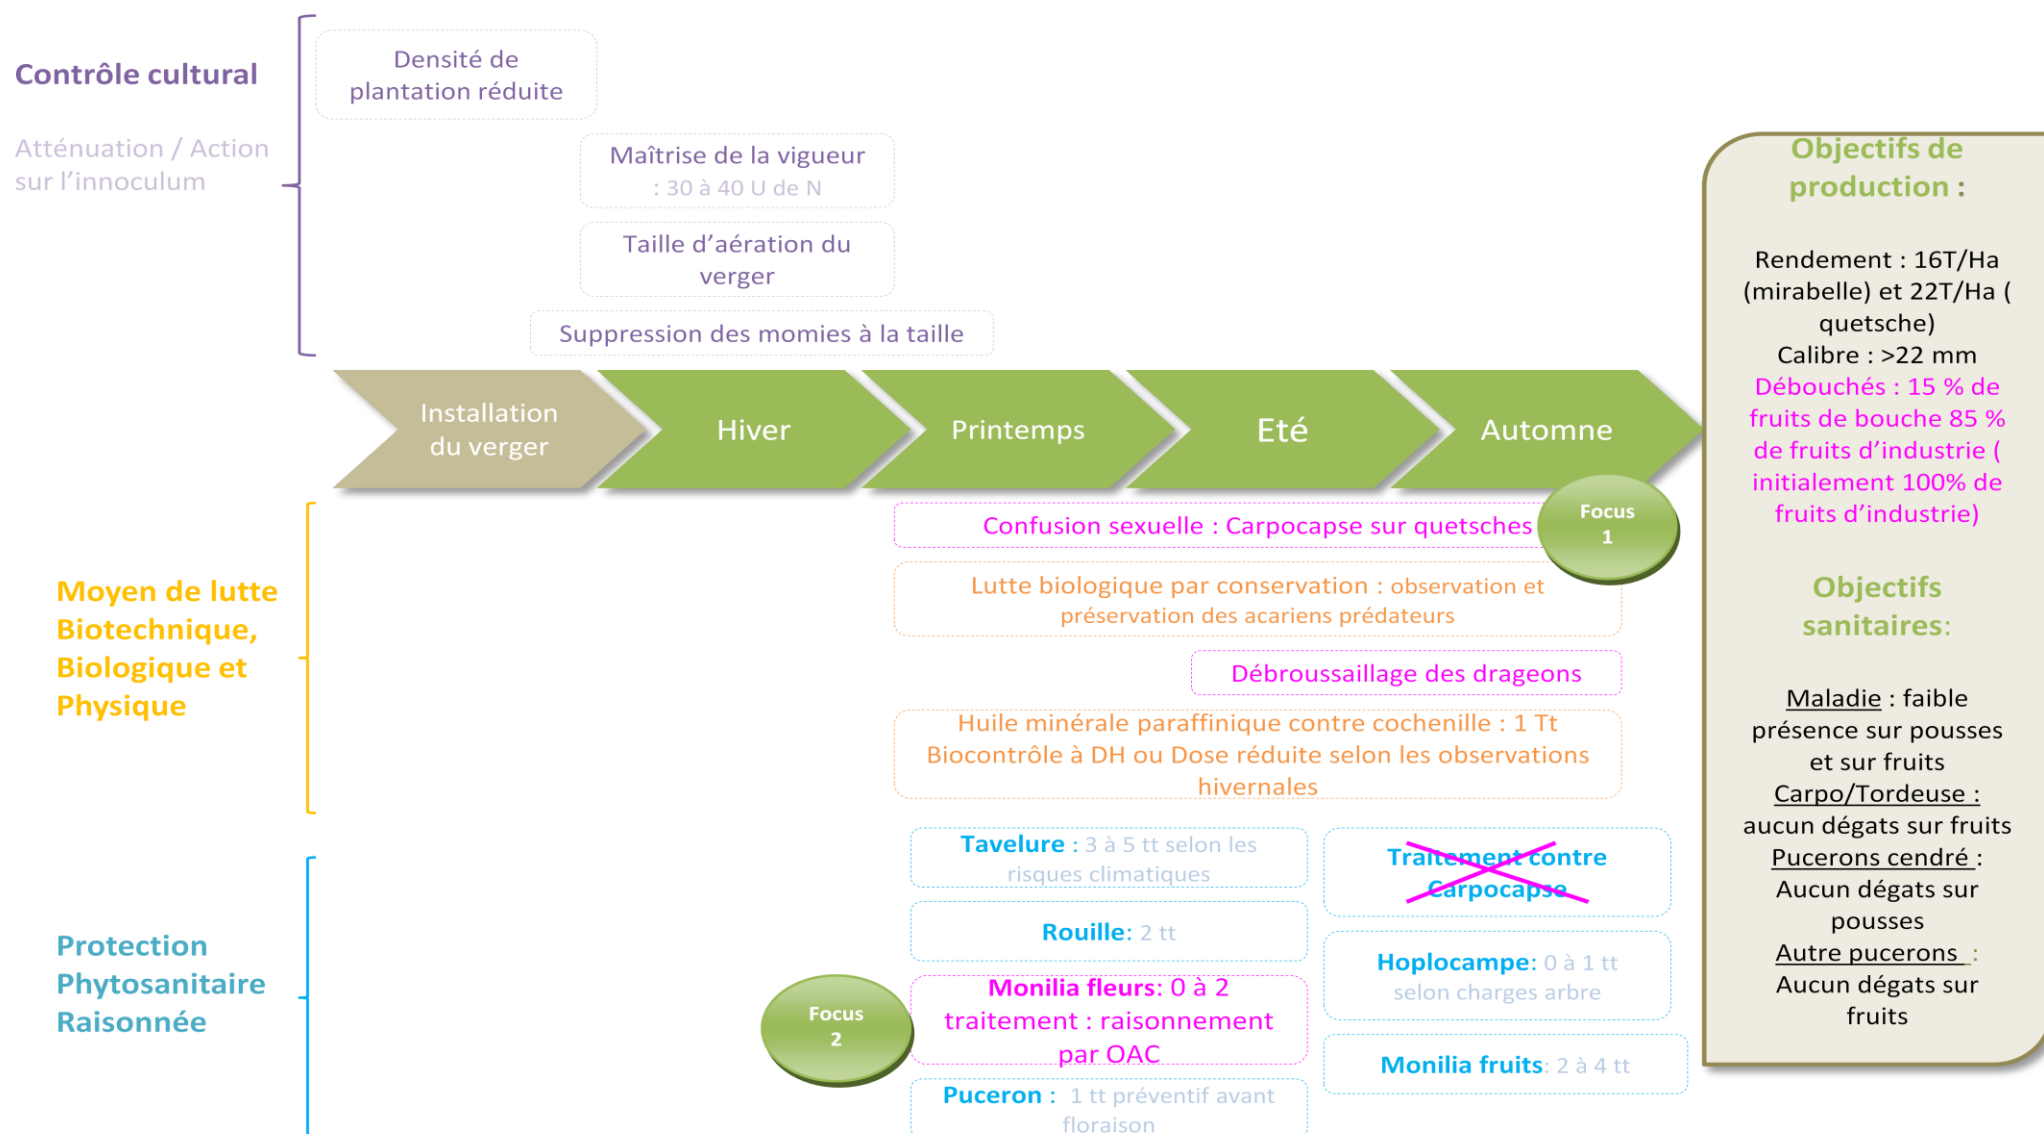 Contrôle cultural
Atténuation / Action
sur l'innoculum
Densité de
plantation réduite
Maîtrise de la vigueur
: 30 à 40 U de N
Taille d'aération du
verger
Suppression des momies à la taille
Installation
du verger
Hiver
Printemps
Eté
Automne
Moyen de lutte
Biotechnique,
Biologique et
Physique
Confusion sexuelle : Carpocapse sur quetsches
Focus
1
Lutte biologique par conservation : observation et
préservation des acariens prédateurs
Débroussaillage des drageons
Huile minérale paraffinique contre cochenille : 1 Tt
Biocontrôle à DH ou Dose réduite selon les observations
hivernales
Protection
Phytosanitaire
Raisonnée
Tavelure : 3 à 5 tt selon les
risques climatiques
Rouille: 2 tt
Focus
2
Monilia fleurs: 0 à 2
traitement : raisonnement
par OAC
Puceron : 1 tt préventif avant
floraison
Traitement contre
Carpocapse
Hoplocampe: 0 à 1 tt
selon charges arbre
Monilia fruits: 2 à 4 tt
Objectifs de
production :
Rendement : 16T/Ha
(mirabelle) et 22T/Ha (
quetsche)
Calibre : >22 mm
Débouchés : 15 % de
fruits de bouche 85 %
de fruits d'industrie (
initialement 100% de
fruits d'industrie)
Objectifs
sanitaires:
Maladie : faible
présence sur pousses
et sur fruits
Carpo/Tordeuse :
aucun dégats sur fruits
Pucerons cendré :
Aucun dégats sur
pousses
Autre pucerons :
Aucun dégats sur
fruits